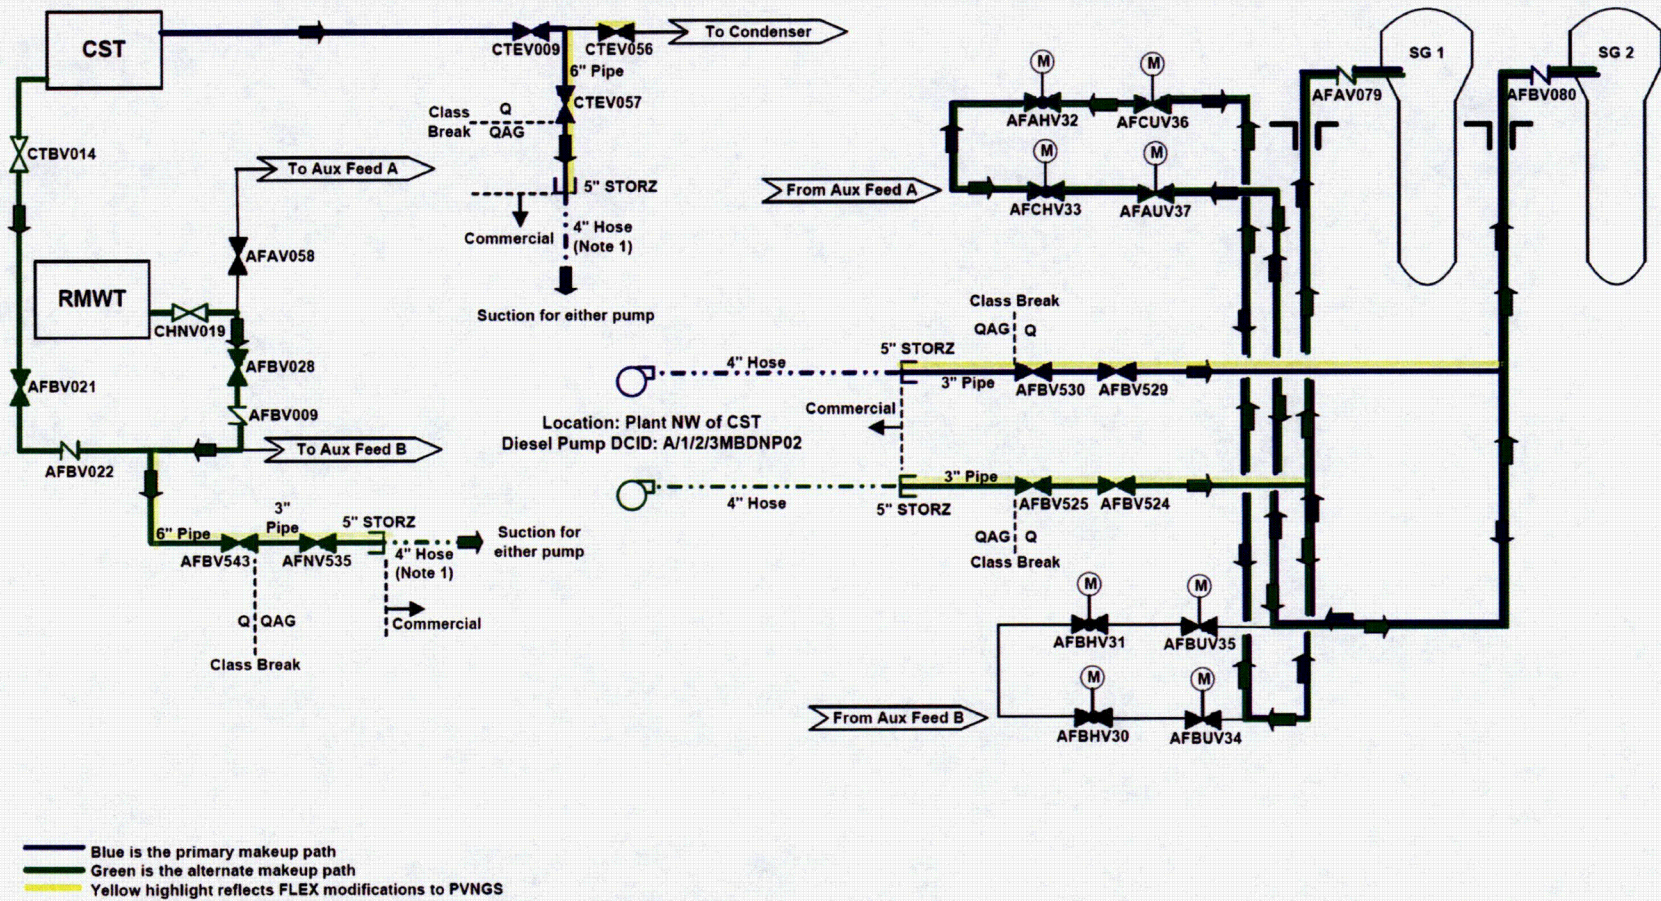 CST
CTEV009
CTEV056
To Condenser
6" Pipe
CTEV057
Class
Break
Q
QAG
5" STORZ
Commercial
4" Hose
(Note 1)
Suction for either pump
CTBV014
To Aux Feed A
AFAV058
RMWT
CHNV019
AFBV028
AFBV021
AFBV009
AFBV022
To Aux Feed B
6" Pipe
3"
Pipe
5" STORZ
AFBV543
AFNV535
4" Hose
(Note 1)
Suction for
either pump
Q
QAG
Class Break
Commercial
M
M
AFAHV32
AFCUV36
M
M
From Aux Feed A
AFCHV33
AFAUV37
AFAV079
SG 1
AFBV080
SG 2
Class Break
QAG
Q
5" STORZ
4" Hose
3" Pipe
AFBV530
AFBV529
Commercial
Location: Plant NW of CST
Diesel Pump DCID: A/1/2/3MBDNP02
4" Hose
3" Pipe
5" STORZ
AFBV525
AFBV524
QAG
Q
Class Break
M
M
AFBHV31
AFBUV35
M
M
From Aux Feed B
AFBHV30
AFBUV34
Blue is the primary makeup path
Green is the alternate makeup path
Yellow highlight reflects FLEX modifications to PVNGS